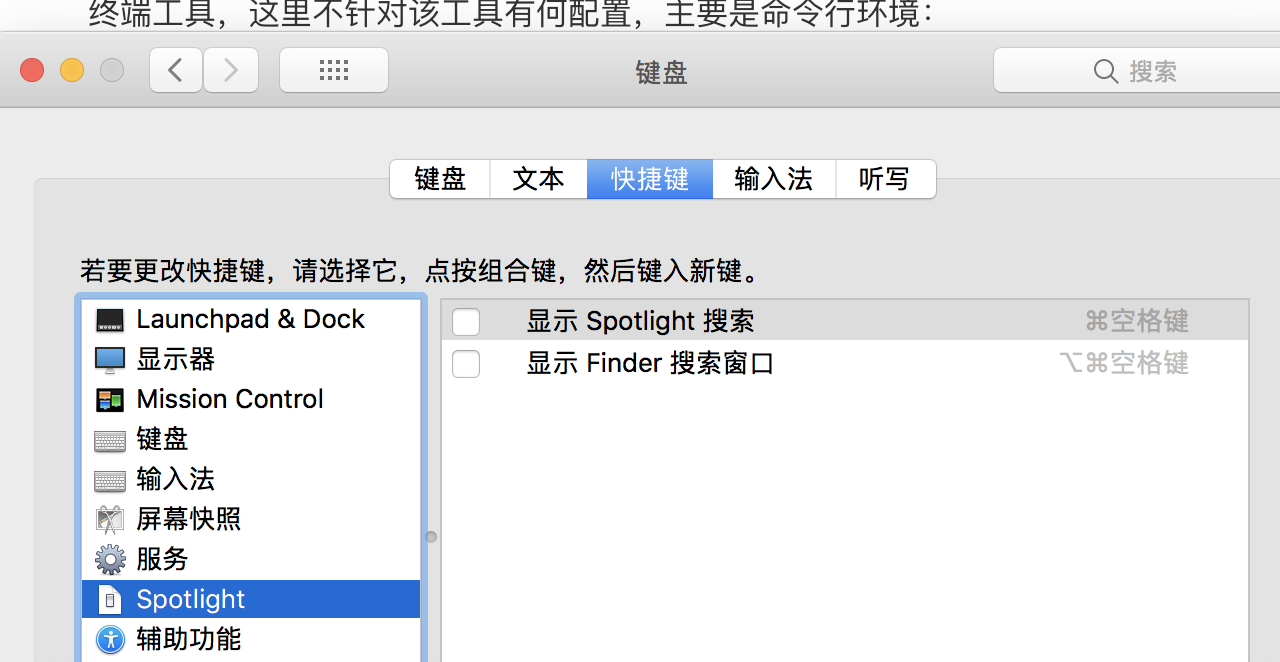 终端工具，这里不针对该工具有何配置，主要是命令行环境：
键盘
搜索
键盘 文本 快捷键 输入法 听写
若要更改快捷键，请选择它，点按组合键，然后键入新键。
Launchpad & Dock
显示器
Mission Control
键盘
输入法
屏幕快照
服务
Spotlight
辅助功能
显示 Spotlight 搜索 ⌘空格键
显示 Finder 搜索窗口 ⌥⌘空格键